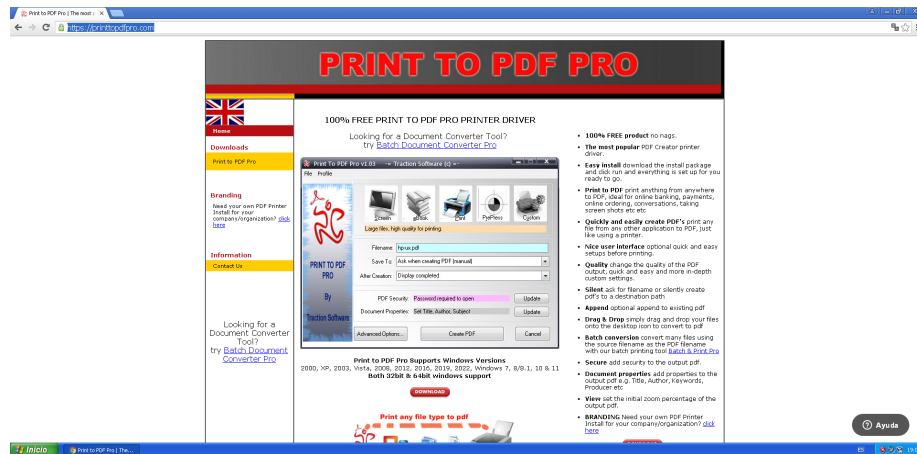 Print to PDF Pro | The most
https://printtopdfpro.com
PRINT TO PDF PRO
Home
Downloads
Print to PDF Pro
Branding
Need your own PDF Printer
Install for your
company/organization? click
here
Information
Contact Us
Looking for a
Document Converter
Tool?
try Batch Document
Converter Pro
100% FREE PRINT TO PDF PRO PRINTER DRIVER
Looking for a Document Converter Tool?
try Batch Document Converter Pro
Print To PDF Pro v1.03 -= Traction Software (c) =-
File Profile
Screen
eBook
Print
PrePress
Custom
Large files, high quality for printing.
PRINT TO PDF
PRO
By
Traction Software
Filename: hp-ux.pdf
Save To: Ask when creating PDF (manual)
After Creation: Display completed
PDF Security: Password required to open Update
Document Properties: Set Title, Author, Subject Update
Advanced Options... Create PDF Cancel
Print to PDF Pro Supports Windows Versions
2000, XP, 2003, Vista, 2008, 2012, 2016, 2019, 2022, Windows 7, 8/8.1, 10 & 11
Both 32bit & 64bit windows support
DOWNLOAD
Print any file type to pdf
• 100% FREE product no nags.
• The most popular PDF Creator printer
driver.
• Easy install download the install package
and click run and everything is set up for you
ready to go.
• Print to PDF print anything from anywhere
to PDF, ideal for online banking, payments,
online ordering, conversations, taking
screen shots etc etc
• Quickly and easily create PDF's print any
file from any other application to PDF, just
like using a printer.
• Nice user interface optional quick and easy
setups before printing.
• Quality change the quality of the PDF
output, quick and easy and more in-depth
custom settings.
• Silent ask for filename or silently create
pdf's to a destination path
• Append optional append to existing pdf
• Drag & Drop simply drag and drop your files
onto the desktop icon to convert to pdf
• Batch conversion convert many files using
the source filename as the PDF filename
with our batch printing tool Batch & Print Pro
• Secure add security to the output pdf.
• Document properties add properties to the
output pdf e.g. Title, Author, Keywords,
Producer etc
• View set the initial zoom percentage of the
output pdf.
• BRANDING Need your own PDF Printer
Install for your company/organization? click
here
Ayuda
Inicio
Print to PDF Pro | The...
ES